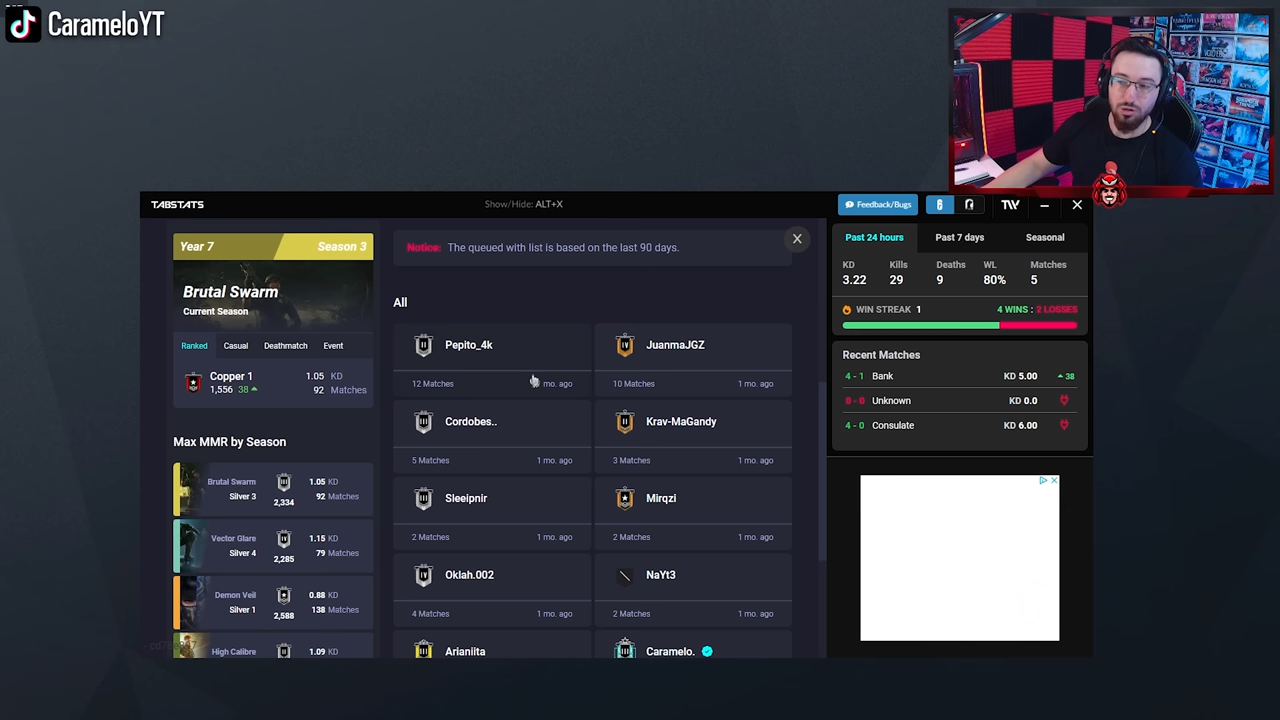 CarameloYT
TABSTATS
Show/Hide: ALT+X
Feedback/Bugs
Year 7
Season 3
Brutal Swarm
Current Season
Ranked
Casual
Deathmatch
Event
Copper 1
1.05 KD
1,556 38
92 Matches
Max MMR by Season
Brutal Swarm
Silver 3
2,334
1.05 KD
92 Matches
Vector Glare
Silver 4
2,285
1.15 KD
79 Matches
Demon Veil
Silver 1
2,588
0.88 KD
138 Matches
High Calibre
1.09 KD
Notice: The queued with list is based on the last 90 days.
All
Pepito_4k
12 Matches
mo. ago
JuanmaJGZ
10 Matches
1 mo. ago
Cordobes..
5 Matches
1 mo. ago
Krav-MaGandy
3 Matches
1 mo. ago
Sleeipnir
2 Matches
1 mo. ago
Mirqzi
2 Matches
1 mo. ago
Oklah.002
4 Matches
1 mo. ago
NaYt3
2 Matches
1 mo. ago
Arianiita
Caramelo.
Past 24 hours
Past 7 days
Seasonal
KD
Kills
Deaths
WL
Matches
3.22
29
9
80%
5
WIN STREAK 1
4 WINS : 2 LOSSES
Recent Matches
4 - 1 Bank
KD 5.00
38
0 - 0 Unknown
KD 0.0
4 - 0 Consulate
KD 6.00